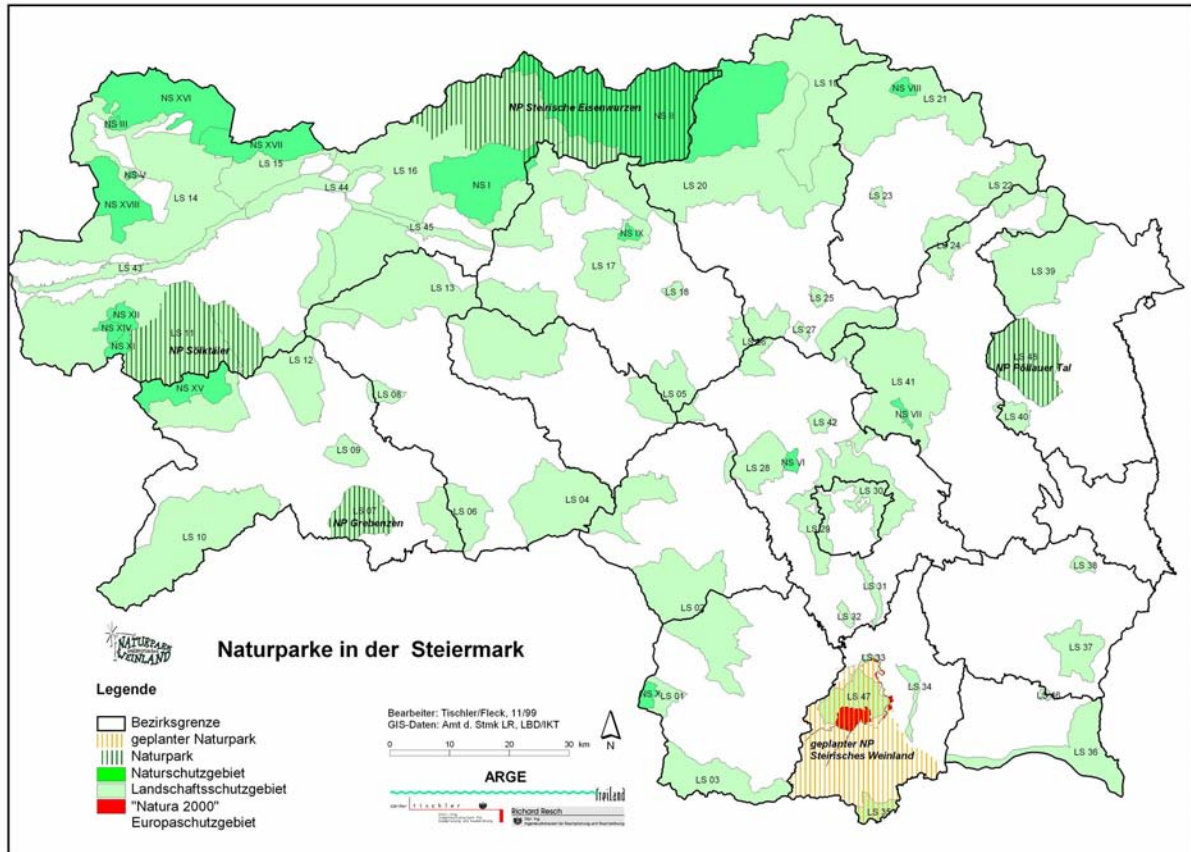 NS XVI
NS III
NS XVII
NS V
NS XVIII
LS 14
LS 15
LS 44
LS 16
NS I
LS 45
LS 43
NP Steirische Eisenwurzen
NS II
LS 19
NS VIII
LS 21
LS 20
LS 23
LS 22
LS 24
NS IX
LS 17
LS 18
LS 13
LS 39
LS 25
LS 27
LS 26
NS XII
NS XIV
NS XI
LS 11
NP Sölktäler
NS XV
LS 12
LS 48
NP Pöllauer Tal
LS 41
NS VII
LS 40
LS 08
LS 05
LS 42
LS 09
LS 28
NS VI
LS 07
NP Grebenzen
LS 06
LS 04
LS 30
LS 29
LS 10
LS 38
LS 31
LS 32
LS 02
LS 37
LS 33
LS 34
LS 47
NS X
LS 01
LS 46
LS 36
LS 03
geplanter NP
Steirisches Weinland
LS 35
NATURPARK
WEINLAND
Naturparke in der Steiermark
Legende
Bezirksgrenze
geplanter Naturpark
Naturpark
Naturschutzgebiet
Landschaftsschutzgebiet
"Natura 2000"
Europaschutzgebiet
Bearbeiter: Tischler/Fleck, 11/99
GIS-Daten: Amt d. Stmk LR, LBD/IKT
0 10 20 30 km
N
ARGE
freiland
tischler
Richard Resch